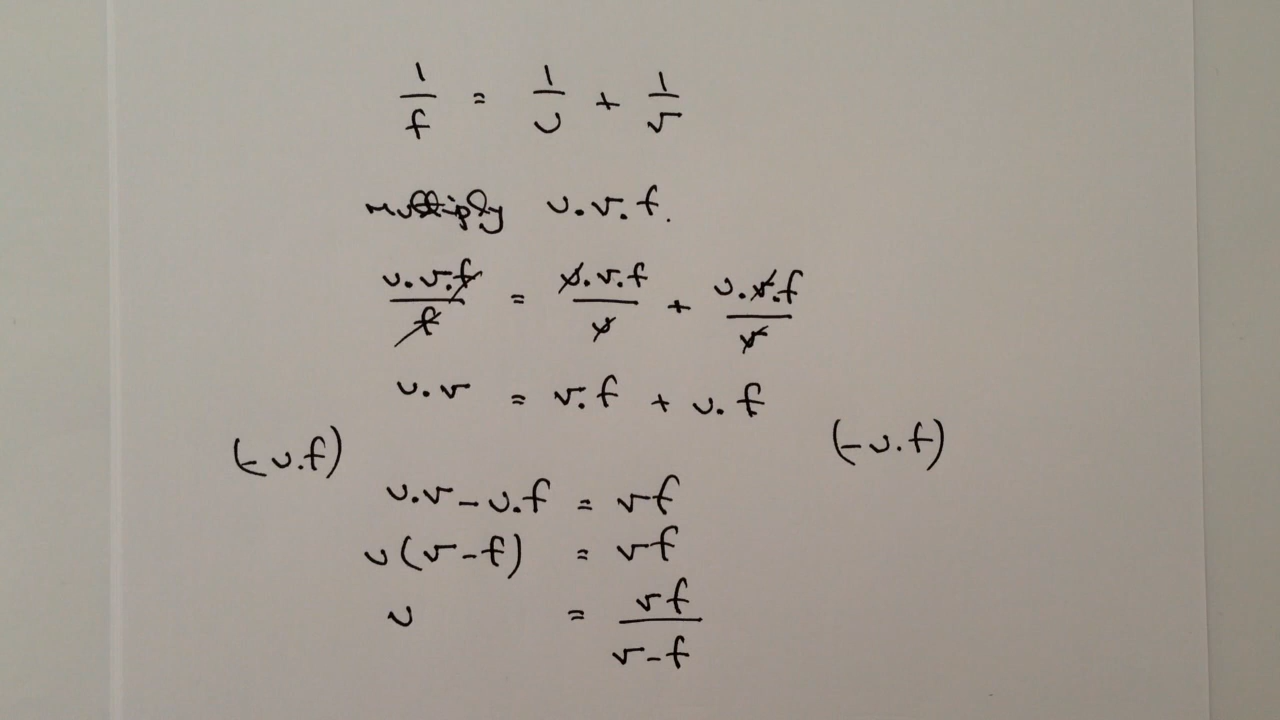 1/f = 1/u + 1/v
multiply u.v.f.
u.v.f/f = u.v.f/u + u.v.f/v
u.v = v.f + u.f
(-u.f) (-u.f)
u.v - u.f = vf
u(v-f) = vf
u = vf/v-f